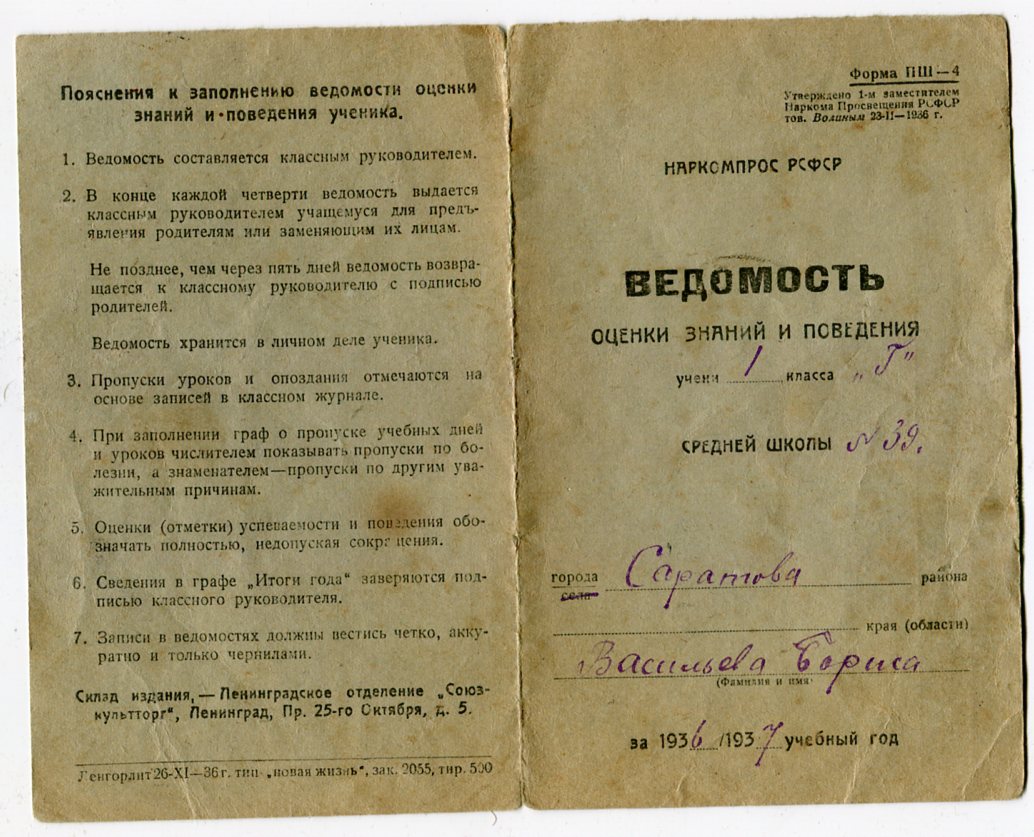 Пояснения к заполнению ведомости оценки
знаний и поведения ученика.
1. Ведомость составляется классным руководителем.
2. В конце каждой четверти ведомость выдается
классным руководителем учащемуся для предъ-
явления родителям или заменяющим их лицам.
Не позднее, чем через пять дней ведомость возвра-
щается к классному руководителю с подписью
родителей.
Ведомость хранится в личном деле ученика.
3. Пропуски уроков и опоздания отмечаются на
основе записей в классном журнале.
4. При заполнении граф о пропуске учебных дней
и уроков числителем показывать пропуски по бо-
лезни, а знаменателем—пропуски по другим ува-
жительным причинам.
5. Оценки (отметки) успеваемости и поведения обо-
значать полностью, недопуская сокращения.
6. Сведения в графе „Итоги года“ заверяются под-
писью классного руководителя.
7. Записи в ведомостях должны вестись четко, акку-
ратно и только чернилами.
Склад издания,—Ленинградское отделение „Союз-
культторг“, Ленинград, Пр. 25-го Октября, д. 5.
Ленгорлит 26-XI—36 г. тип. „новая жизнь“, зак. 2055, тир. 500
Форма ПШ—4
Утверждено 1-м заместителем
Наркома Просвещения РСФСР
тов. Волиным 23-II—1936 г.
НАРКОМПРОС РСФСР
ВЕДОМОСТЬ
ОЦЕНКИ ЗНАНИЙ И ПОВЕДЕНИЯ
учени 1 класса „Г“
СРЕДНЕЙ ШКОЛЫ № 39.
города Саратова района
села
края (области)
Васильева Бориса
(Фамилия и имя)
за 1936/1937 учебный год